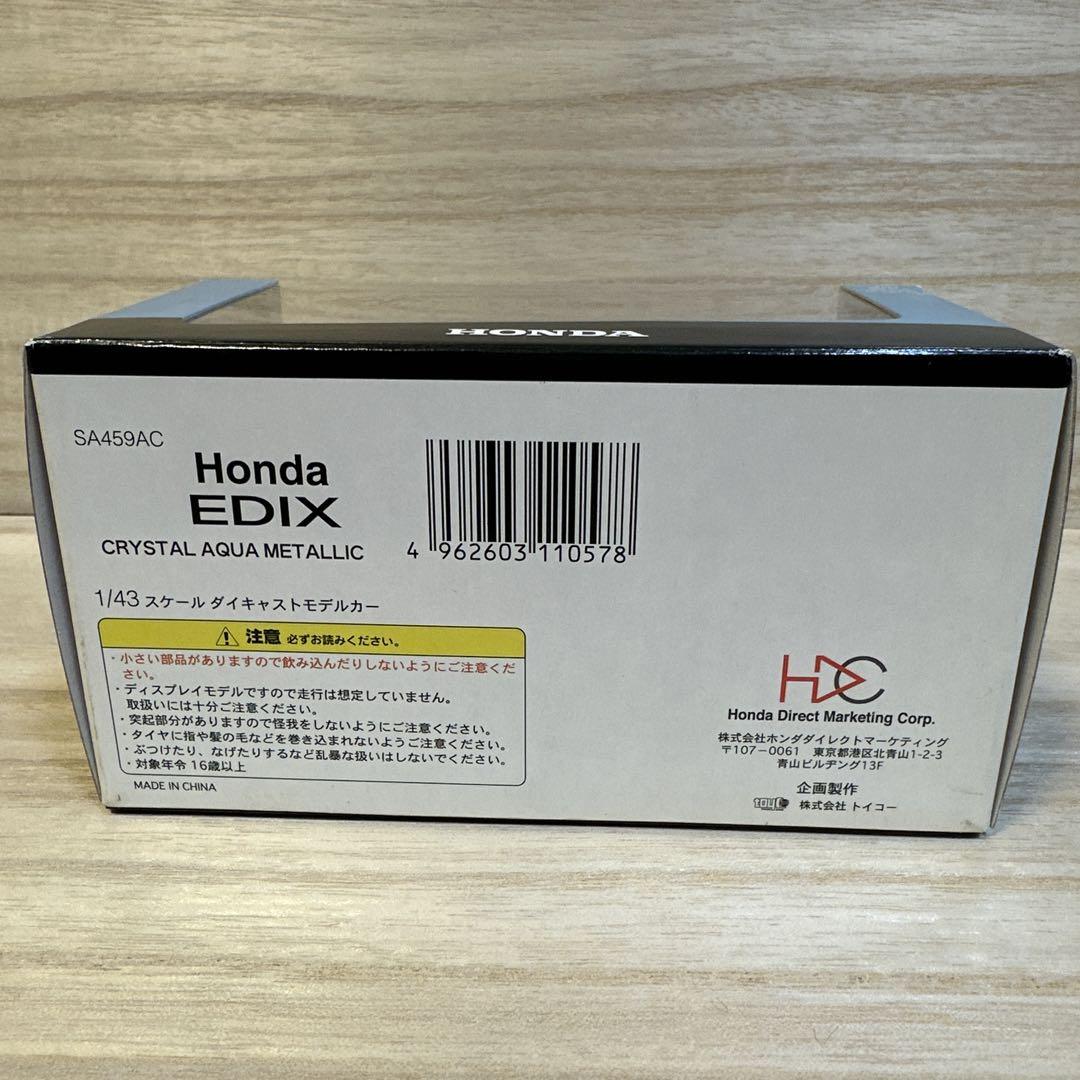 HONDA
SA459AC
Honda
EDIX
CRYSTAL AQUA METALLIC
4 962603 110578
1/43 スケール ダイキャストモデルカー
注意 必ずお読みください。
・小さい部品がありますので飲み込んだりしないようにご注意くだ
さい。
・ディスプレイモデルですので走行は想定していません。
取扱いには十分ご注意ください。
・突起部分がありますので怪我をしないようにご注意ください。
・タイヤに指や髪の毛などを巻き込まれないようご注意ください。
・ぶつけたり、なげたりするなど乱暴な扱いはしないでください。
・対象年令 16歳以上
MADE IN CHINA
HDC
Honda Direct Marketing Corp.
株式会社ホンダダイレクトマーケティング
〒107-0061 東京都港区北青山1-2-3
青山ビルヂング13F
企画製作
株式会社 トイコー